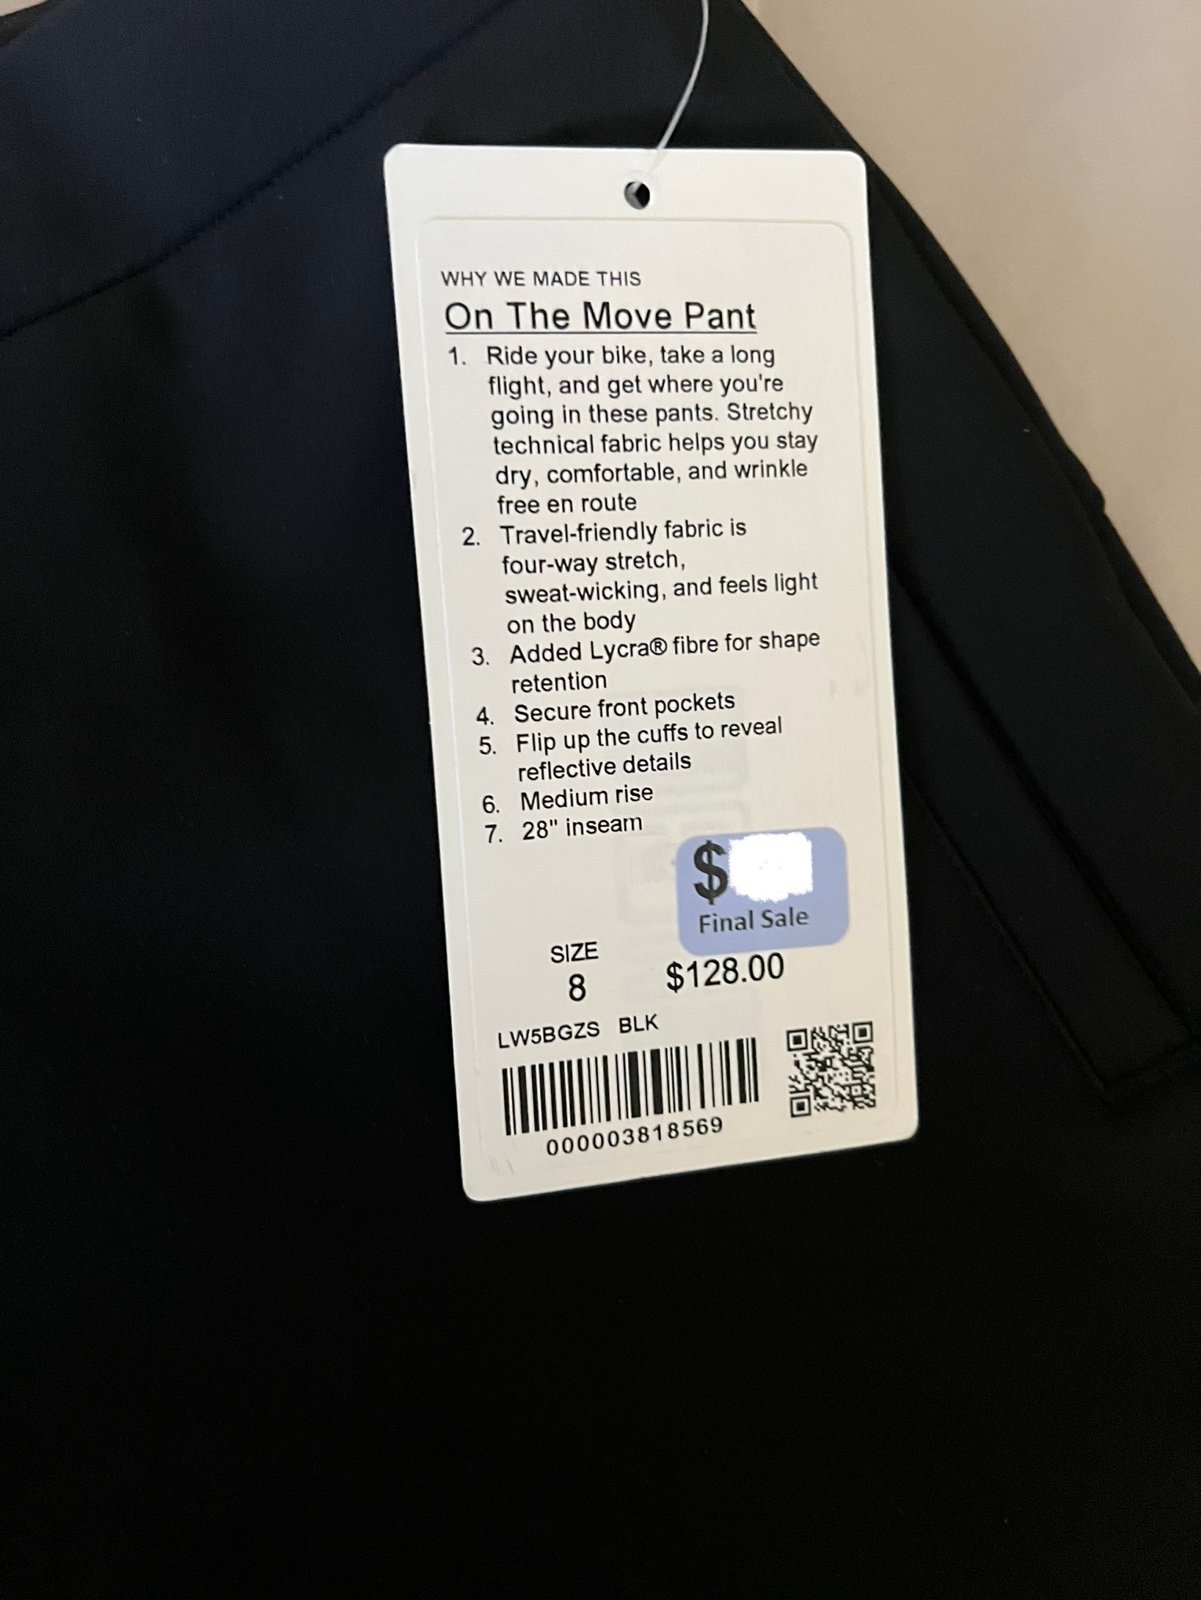 WHY WE MADE THIS
On The Move Pant
1. Ride your bike, take a long
flight, and get where you're
going in these pants. Stretchy
technical fabric helps you stay
dry, comfortable, and wrinkle
free en route
2. Travel-friendly fabric is
four-way stretch,
sweat-wicking, and feels light
on the body
3. Added Lycra® fibre for shape
retention
4. Secure front pockets
5. Flip up the cuffs to reveal
reflective details
6. Medium rise
7. 28" inseam
$
Final Sale
SIZE
8
$128.00
LW5BGZS BLK
000003818569